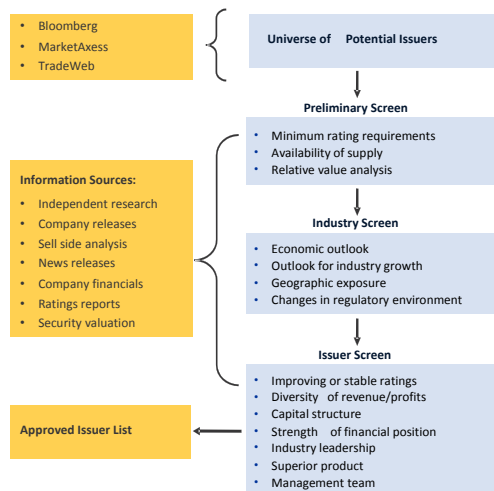 • Bloomberg
• MarketAxess
• TradeWeb
Universe of Potential Issuers
Preliminary Screen
• Minimum rating requirements
• Availability of supply
• Relative value analysis
Information Sources:
• Independent research
• Company releases
• Sell side analysis
• News releases
• Company financials
• Ratings reports
• Security valuation
Industry Screen
• Economic outlook
• Outlook for industry growth
• Geographic exposure
• Changes in regulatory environment
Issuer Screen
• Improving or stable ratings
• Diversity of revenue/profits
• Capital structure
• Strength of financial position
• Industry leadership
• Superior product
• Management team
Approved Issuer List